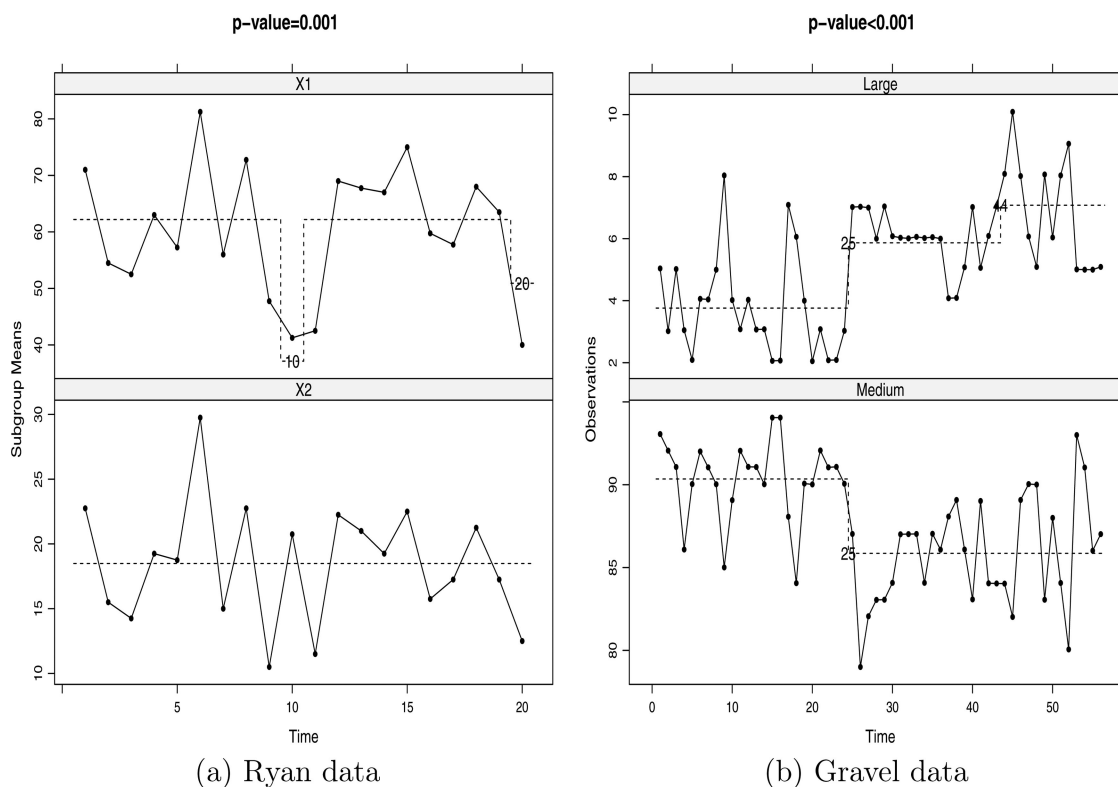 p-value=0.001
X1
80
70
60
50
40
10
20
X2
30
25
20
15
10
Subgroup Means
5
10
15
20
Time
(a) Ryan data
p-value<0.001
Large
10
8
6
4
2
25
44
Medium
90
85
80
25
Observations
0
10
20
30
40
50
Time
(b) Gravel data